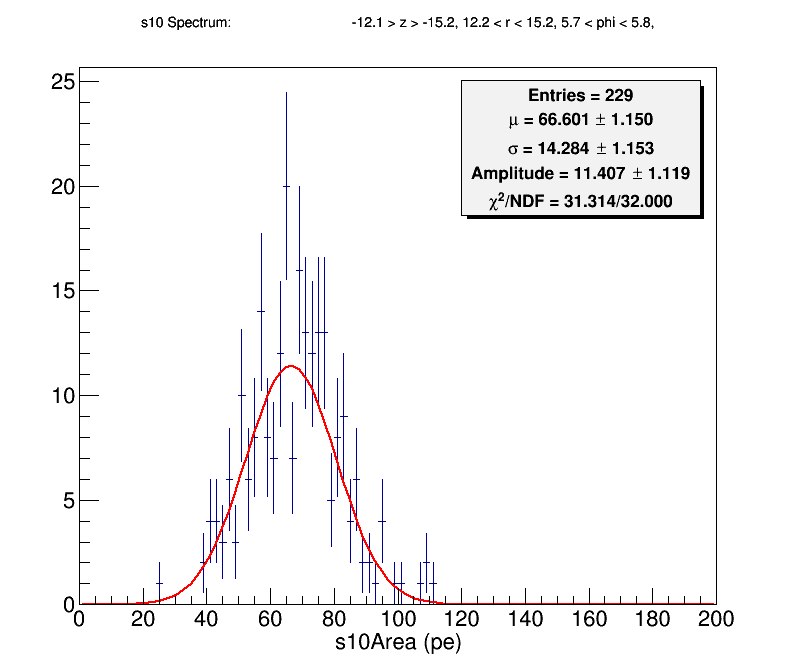 s10 Spectrum: -12.1 > z > -15.2, 12.2 < r < 15.2, 5.7 < phi < 5.8,
Entries = 229
μ = 66.601 ± 1.150
σ = 14.284 ± 1.153
Amplitude = 11.407 ± 1.119
χ²/NDF = 31.314/32.000
25
20
15
10
5
0
0 20 40 60 80 100 120 140 160 180 200
s10Area (pe)